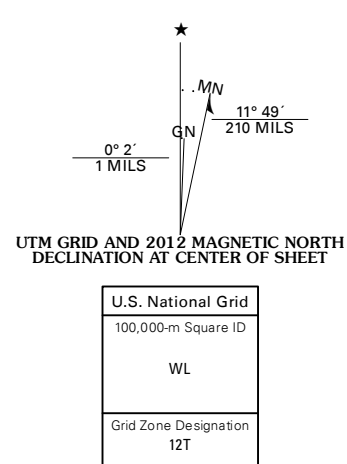 ★
MN
GN
11° 49´
210 MILS
0° 2´
1 MILS
UTM GRID AND 2012 MAGNETIC NORTH
DECLINATION AT CENTER OF SHEET
U.S. National Grid
100,000-m Square ID
WL
Grid Zone Designation
12T